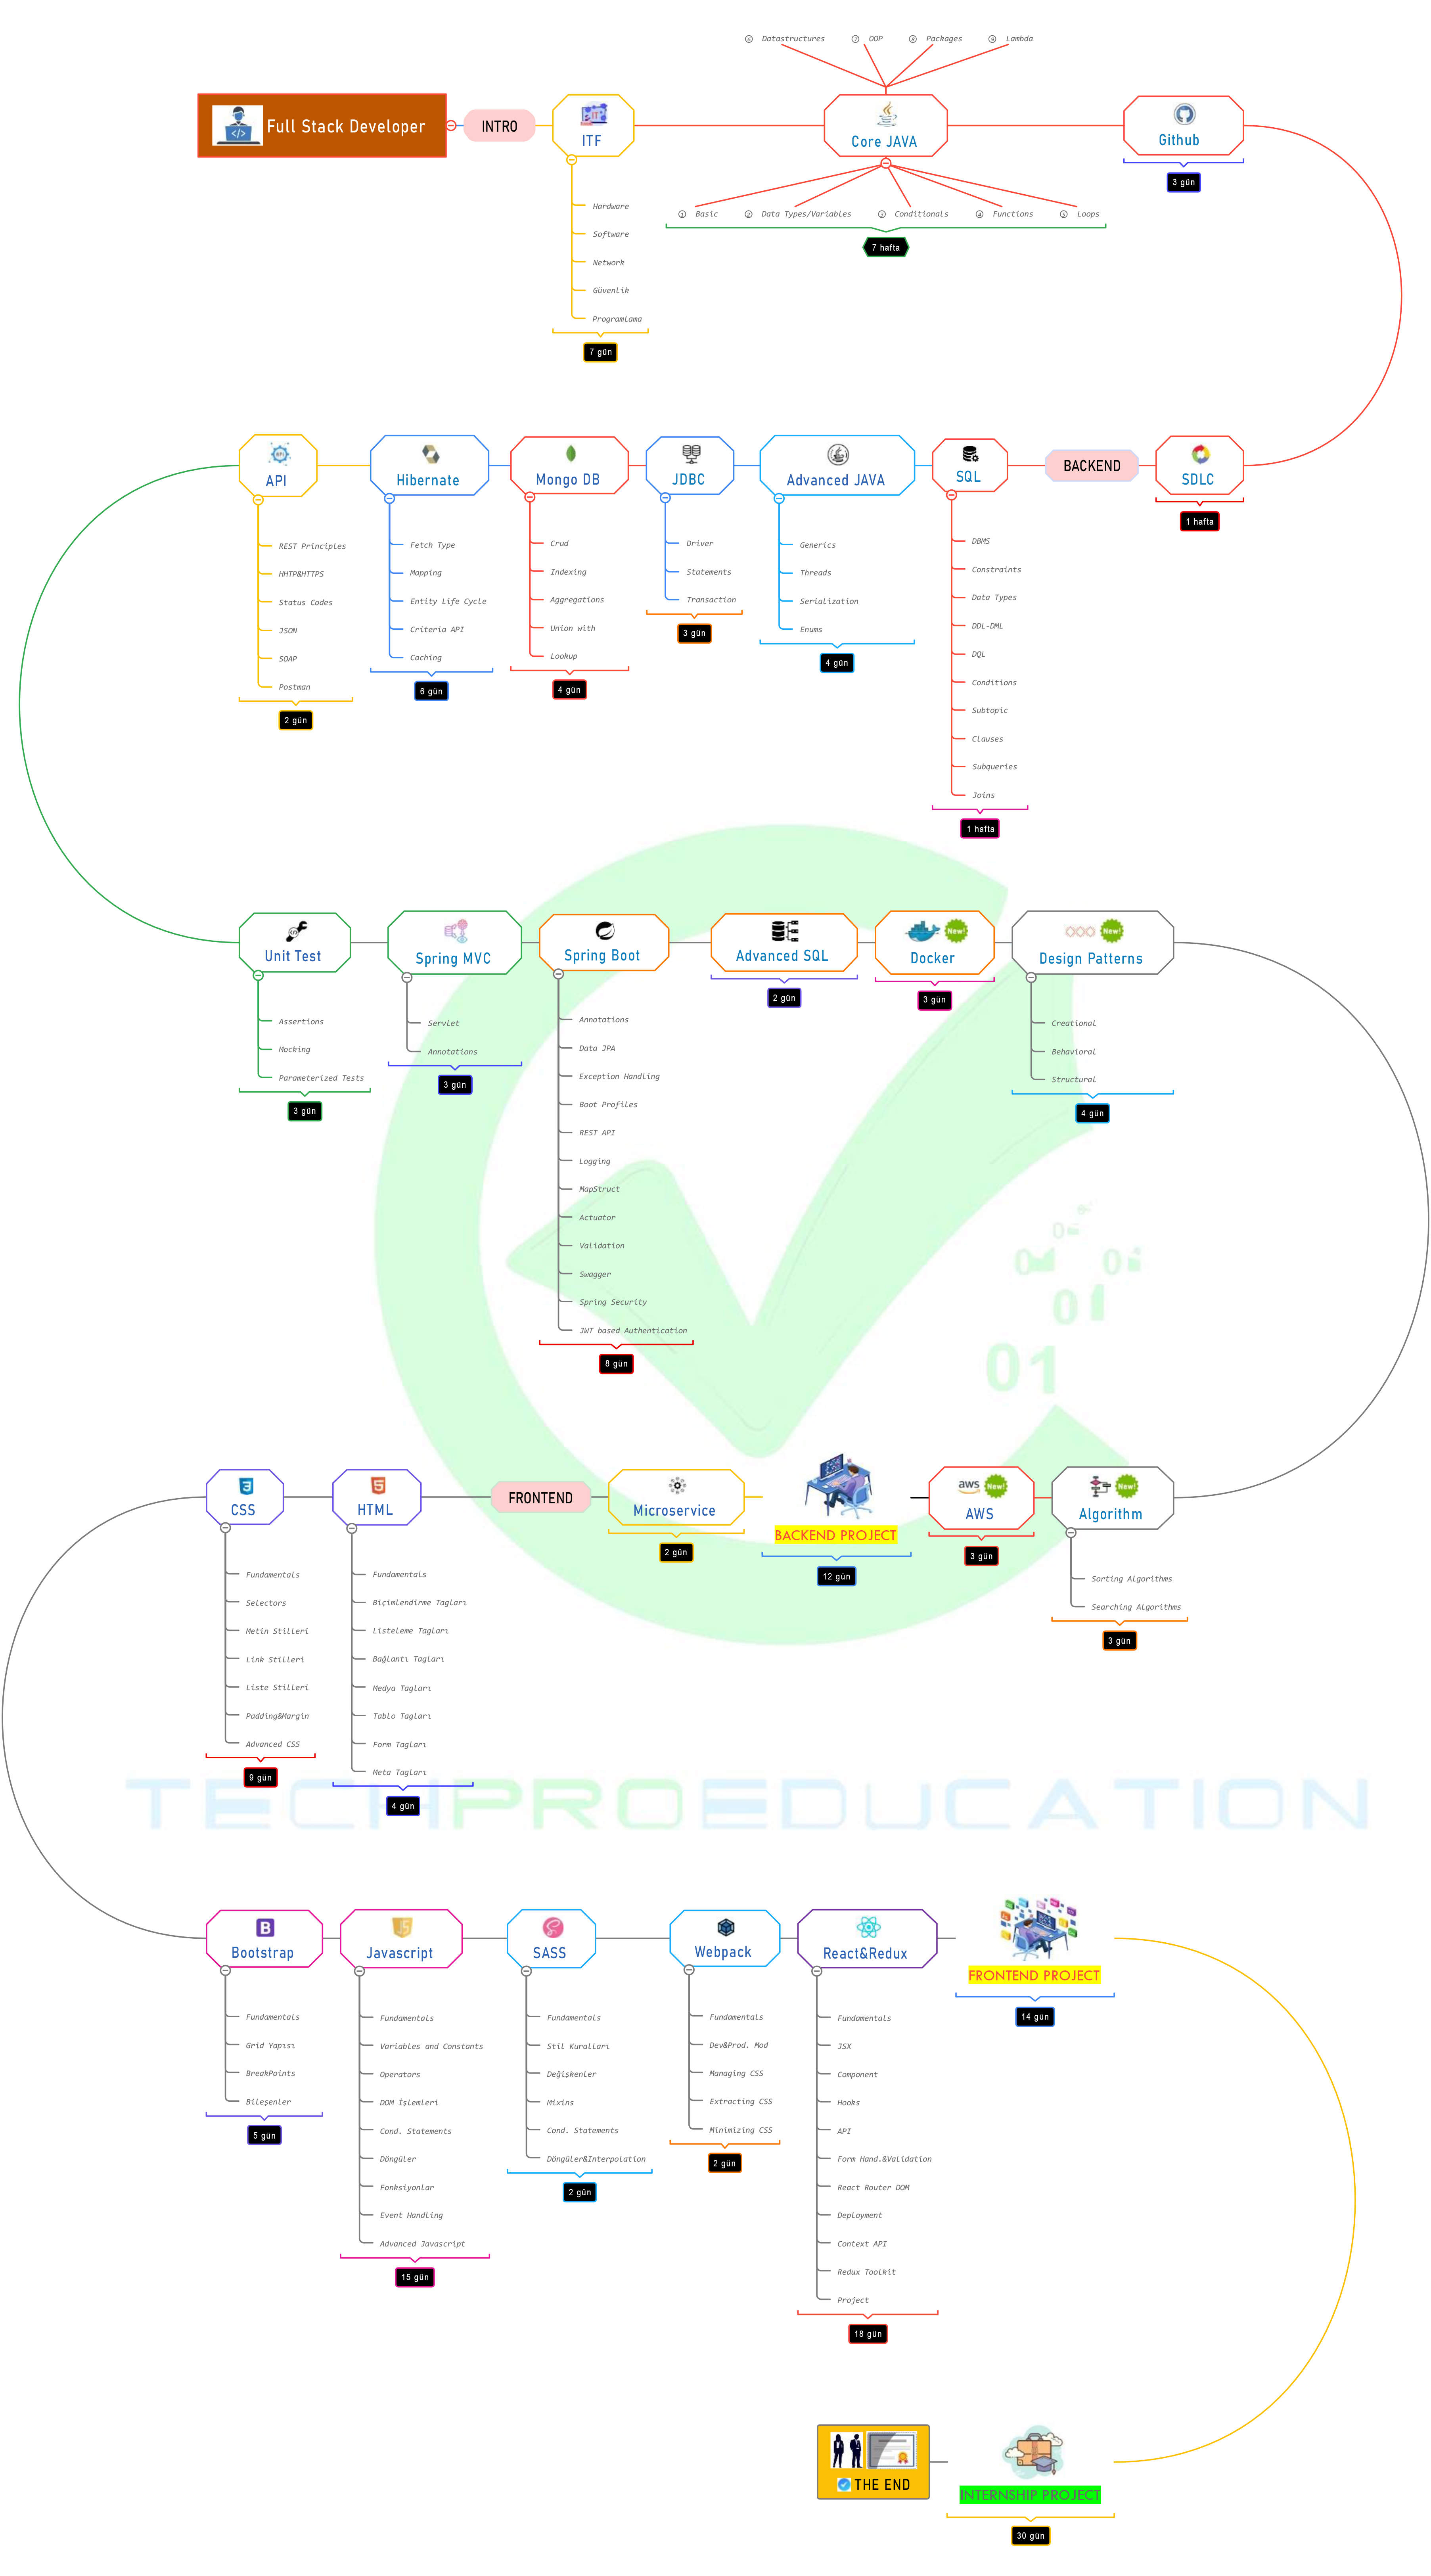 Full Stack Developer
INTRO
ITF
Hardware
Software
Network
Güvenlik
Programlama
7 gün
6 Datastructures
7 OOP
8 Packages
9 Lambda
Core JAVA
1 Basic
2 Data Types/Variables
3 Conditionals
4 Functions
5 Loops
7 hafta
Github
3 gün
SDLC
1 hafta
BACKEND
SQL
DBMS
Constraints
Data Types
DDL-DML
DQL
Conditions
Subtopic
Clauses
Subqueries
Joins
1 hafta
Advanced JAVA
Generics
Threads
Serialization
Enums
4 gün
JDBC
Driver
Statements
Transaction
3 gün
Mongo DB
Crud
Indexing
Aggregations
Union with
Lookup
4 gün
Hibernate
Fetch Type
Mapping
Entity Life Cycle
Criteria API
Caching
6 gün
API
API
REST Principles
HHTP&HTTPS
Status Codes
JSON
SOAP
Postman
2 gün
Unit Test
Assertions
Mocking
Parameterized Tests
3 gün
Spring MVC
Servlet
Annotations
3 gün
Spring Boot
Annotations
Data JPA
Exception Handling
Boot Profiles
REST API
Logging
MapStruct
Actuator
Validation
Swagger
Spring Security
JWT based Authentication
8 gün
Advanced SQL
2 gün
New!
Docker
3 gün
New!
Design Patterns
Creational
Behavioral
Structural
4 gün
New!
Algorithm
Sorting Algorithms
Searching Algorithms
3 gün
aws New!
AWS
3 gün
BACKEND PROJECT
12 gün
Microservice
2 gün
FRONTEND
HTML
Fundamentals
Biçimlendirme Tagları
Listeleme Tagları
Bağlantı Tagları
Medya Tagları
Tablo Tagları
Form Tagları
Meta Tagları
4 gün
CSS
Fundamentals
Selectors
Metin Stilleri
Link Stilleri
Liste Stilleri
Padding&Margin
Advanced CSS
9 gün
TECHPROEDUCATION
Bootstrap
Fundamentals
Grid Yapısı
BreakPoints
Bileşenler
5 gün
Javascript
Fundamentals
Variables and Constants
Operators
DOM İşlemleri
Cond. Statements
Döngüler
Fonksiyonlar
Event Handling
Advanced Javascript
15 gün
SASS
Fundamentals
Stil Kuralları
Değişkenler
Mixins
Cond. Statements
Döngüler&Interpolation
2 gün
Webpack
Fundamentals
Dev&Prod. Mod
Managing CSS
Extracting CSS
Minimizing CSS
2 gün
React&Redux
Fundamentals
JSX
Component
Hooks
API
Form Hand.&Validation
React Router DOM
Deployment
Context API
Redux Toolkit
Project
18 gün
FRONTEND PROJECT
14 gün
INTERNSHIP PROJECT
30 gün
THE END